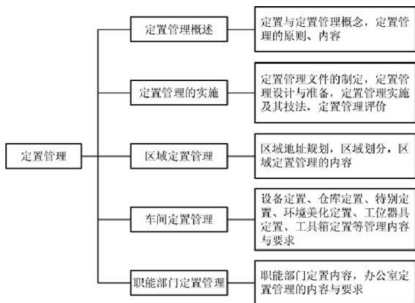 定置管理
定置管理概述
定置与定置管理概念，定置管
理的原则、内容
定置管理的实施
定置管理文件的制定，定置管
理设计与准备，定置管理实施
及其技法，定置管理评价
区域定置管理
区域地址规划，区域划分，区
域定置管理的内容
车间定置管理
设备定置、仓库定置、特别定
置、环境美化定置、工位器具
定置、工具箱定置等管理内容
与要求
职能部门定置管理
职能部门定置内容，办公室定
置管理的内容与要求